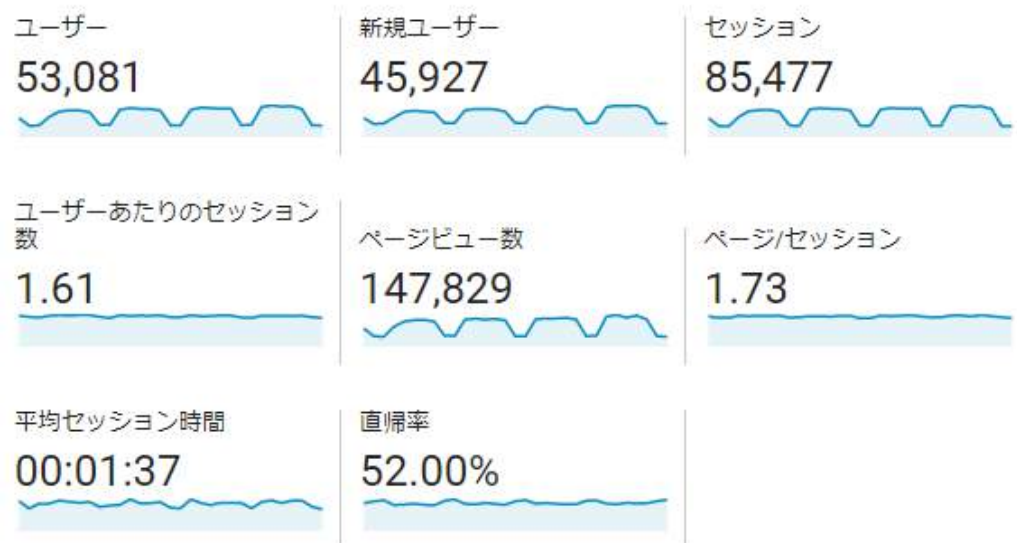 ユーザー
53,081
新規ユーザー
45,927
セッション
85,477
ユーザーあたりのセッション
数
1.61
ページビュー数
147,829
ページ/セッション
1.73
平均セッション時間
00:01:37
直帰率
52.00%